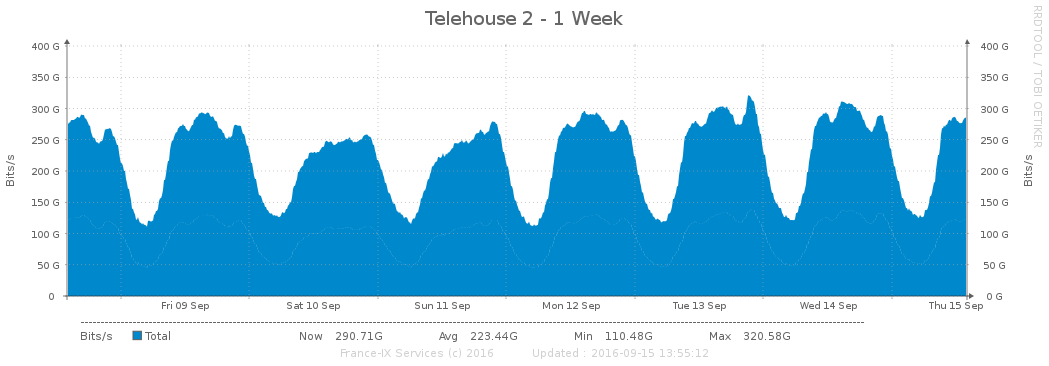 Telehouse 2 - 1 Week
RRDTOOL / TOBI OETIKER
Bits/s
400 G
350 G
300 G
250 G
200 G
150 G
100 G
50 G
0
400 G
350 G
300 G
250 G
200 G
150 G
100 G
50 G
0 G
Bits/s
Fri 09 Sep Sat 10 Sep Sun 11 Sep Mon 12 Sep Tue 13 Sep Wed 14 Sep Thu 15 Sep
Bits/s Total Now 290.71G Avg 223.44G Min 110.48G Max 320.58G
France-IX Services (c) 2016 Updated : 2016-09-15 13:55:12